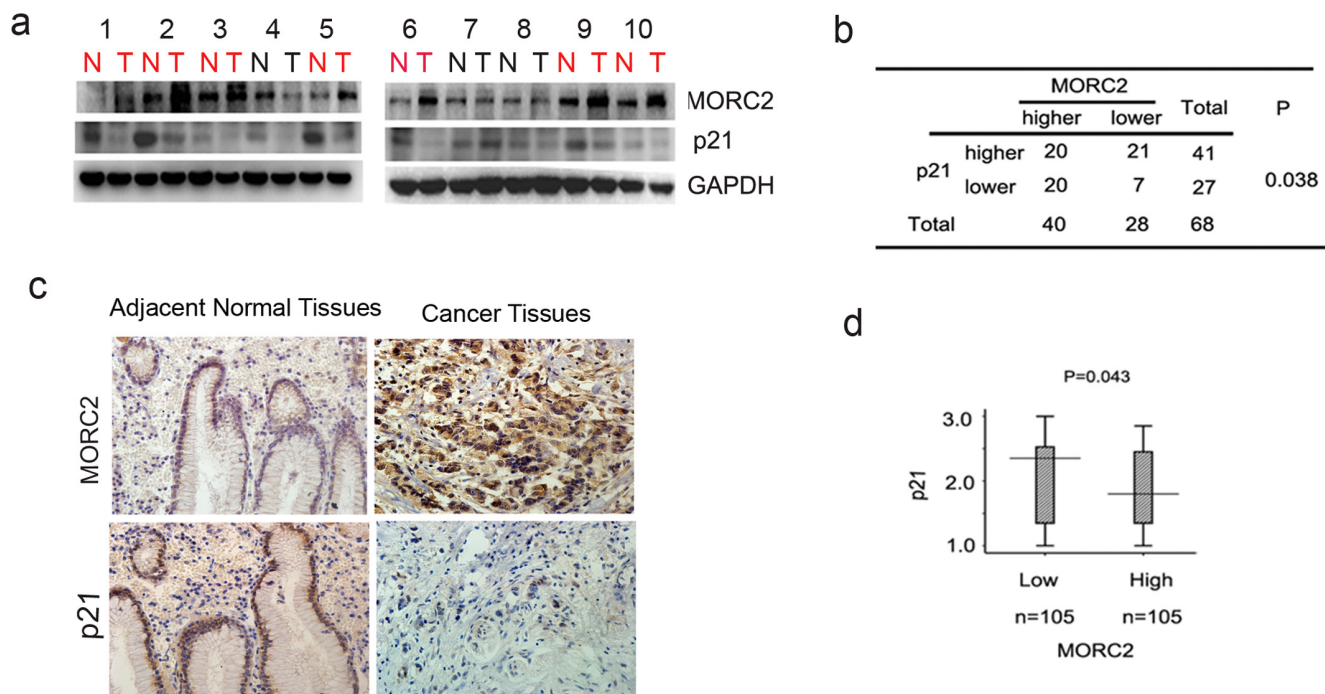 a
1 2 3 4 5 6 7 8 9 10
N T N T N T N T N T N T N T N T N T N T
MORC2
p21
GAPDH
b
MORC2
higher lower Total P
p21
higher 20 21 41
lower 20 7 27
0.038
Total 40 28 68
c
Adjacent Normal Tissues Cancer Tissues
MORC2
p21
d
P=0.043
p21
3.0
2.0
1.0
Low High
n=105 n=105
MORC2